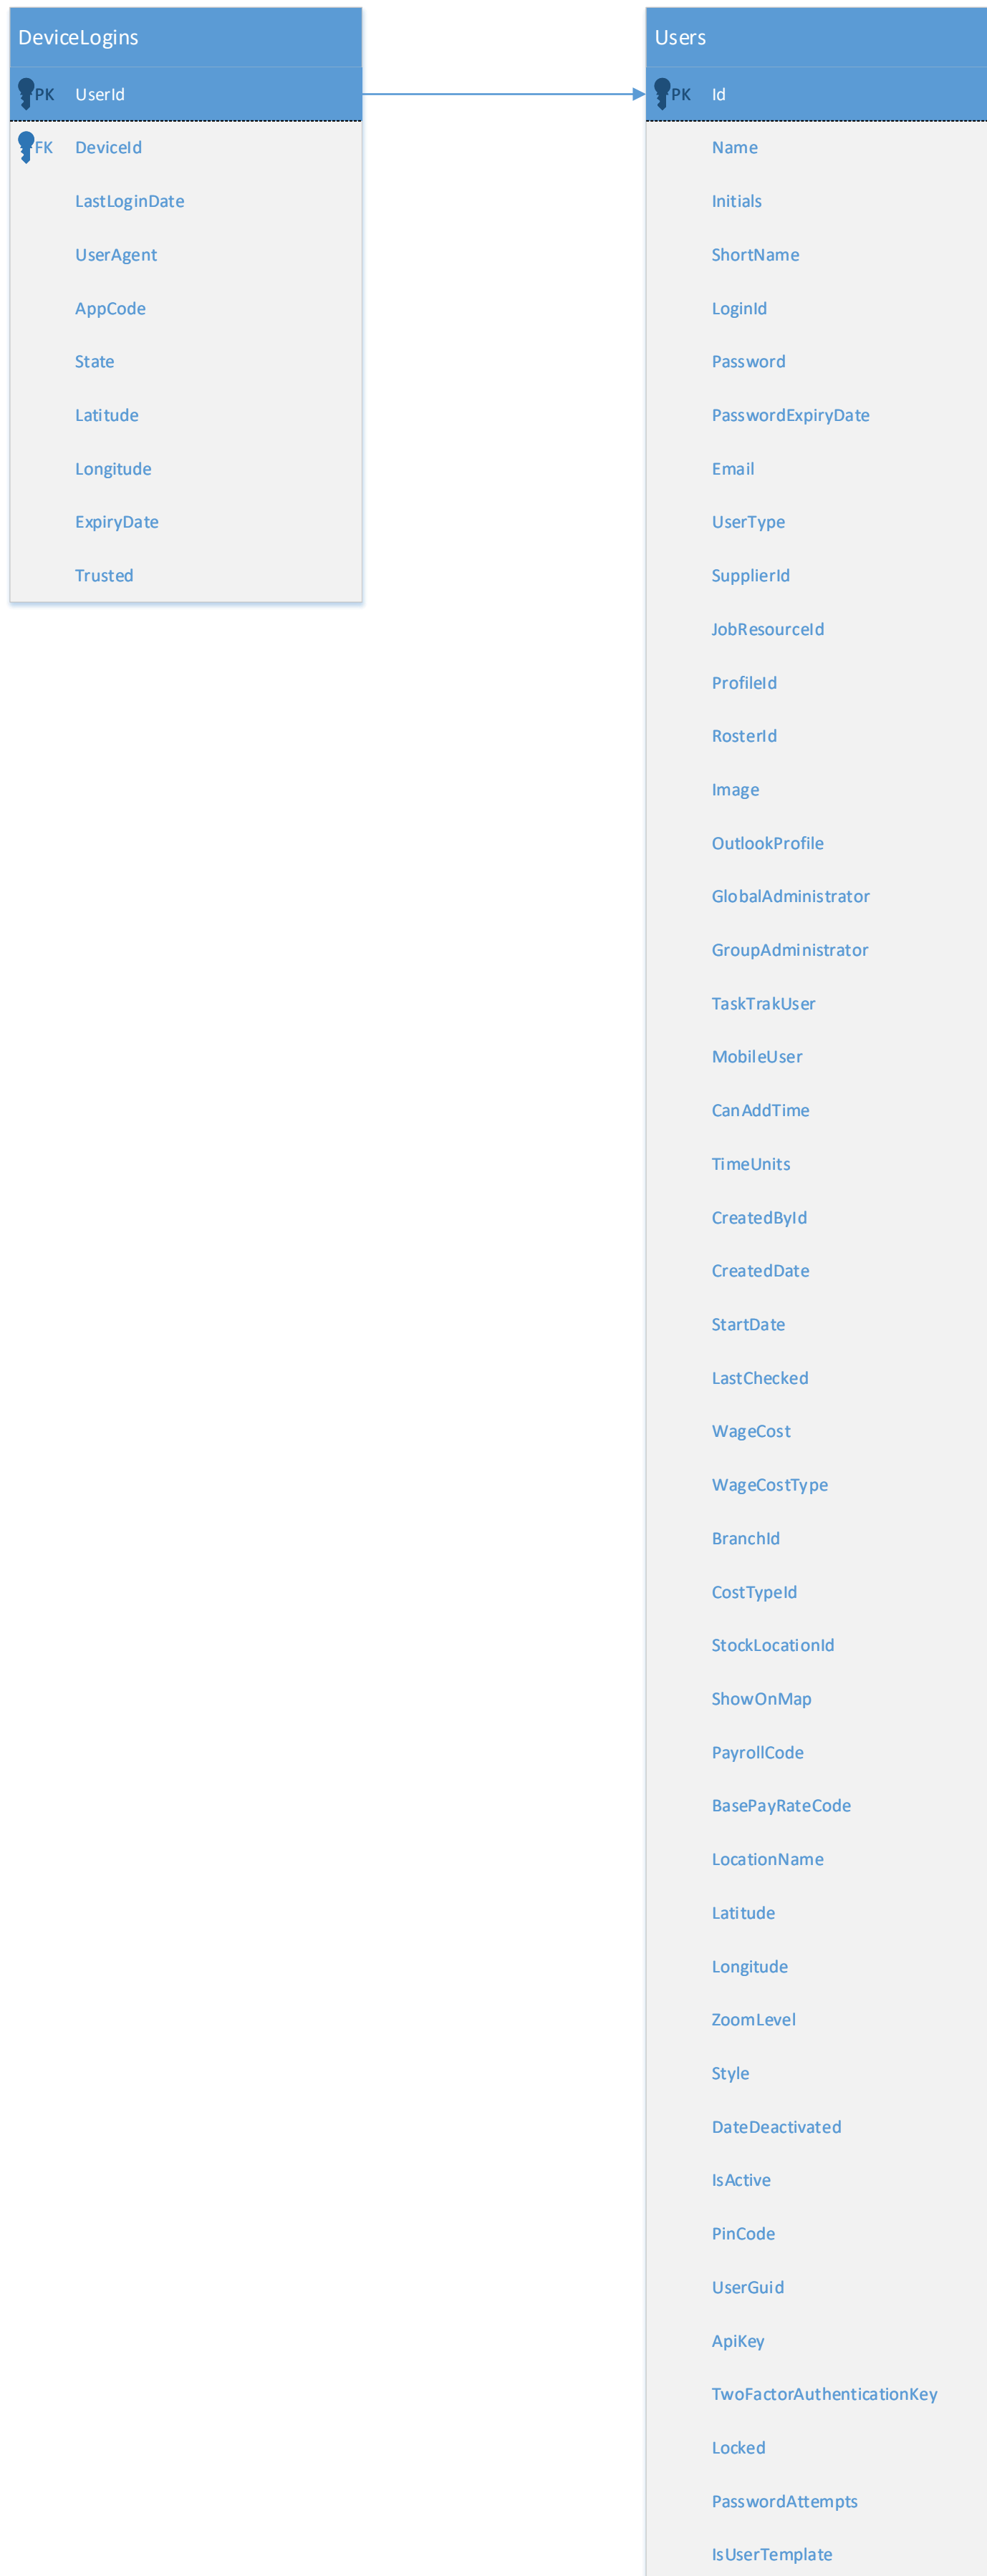 DeviceLogins
PK UserId
FK DeviceId
LastLoginDate
UserAgent
AppCode
State
Latitude
Longitude
ExpiryDate
Trusted
Users
PK Id
Name
Initials
ShortName
LoginId
Password
PasswordExpiryDate
Email
UserType
SupplierId
JobResourceId
ProfileId
RosterId
Image
OutlookProfile
GlobalAdministrator
GroupAdministrator
TaskTrakUser
MobileUser
CanAddTime
TimeUnits
CreatedById
CreatedDate
StartDate
LastChecked
WageCost
WageCostType
BranchId
CostTypeId
StockLocationId
ShowOnMap
PayrollCode
BasePayRateCode
LocationName
Latitude
Longitude
ZoomLevel
Style
DateDeactivated
IsActive
PinCode
UserGuid
ApiKey
TwoFactorAuthenticationKey
Locked
PasswordAttempts
IsUserTemplate